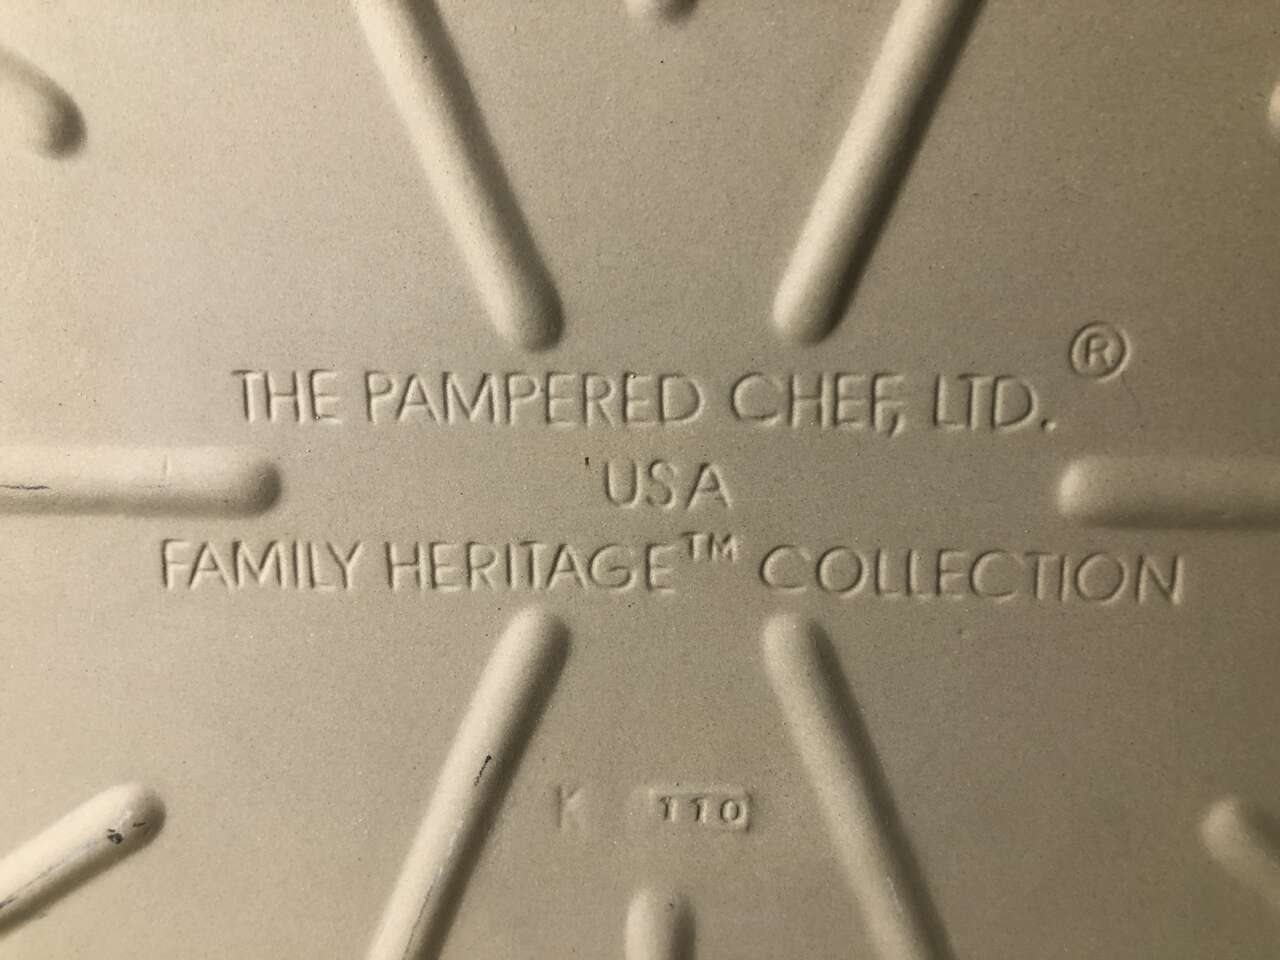 THE PAMPERED CHEF, LTD.®
USA
FAMILY HERITAGE™ COLLECTION
K 110